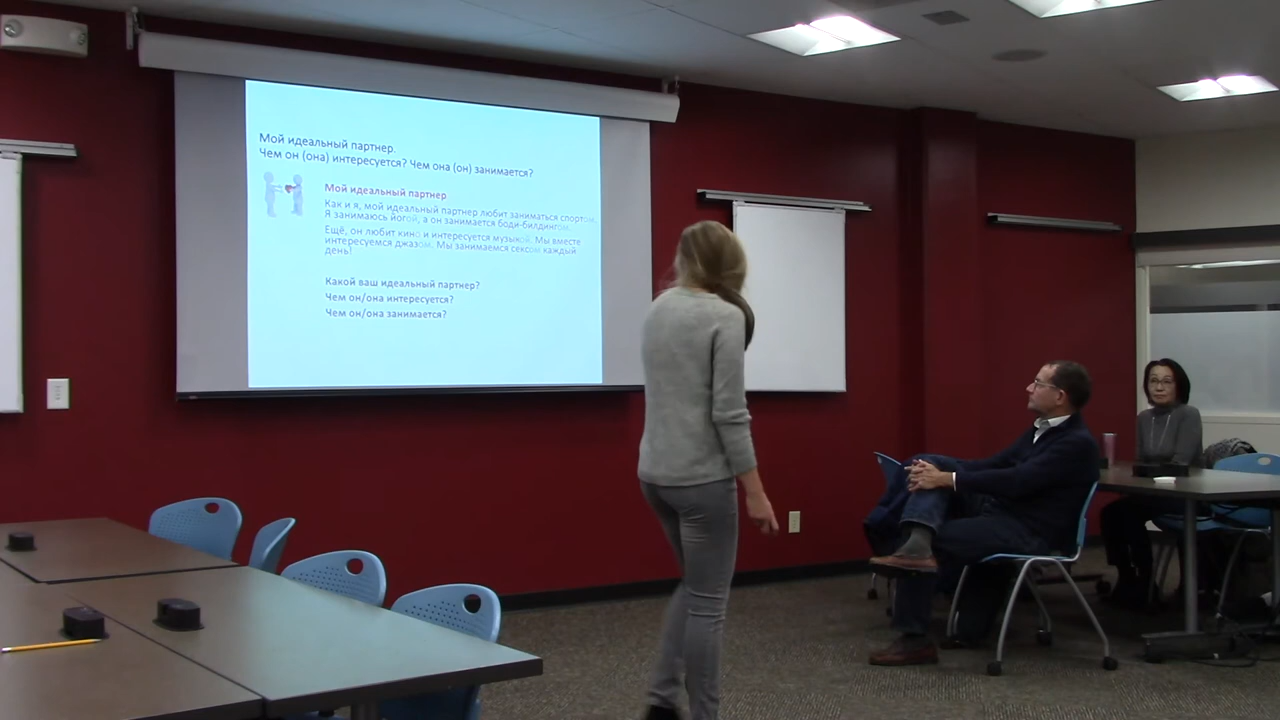 Мой идеальный партнер.
Чем он (она) интересуется? Чем она (он) занимается?
Мой идеальный партнер.
Как и я, мой идеальный партнер любит заниматься спортом.
Я занимаюсь йогой, а он занимается боди-билдингом.
Ещё, он любит кино и интересуется музыкой. Мы вместе
интересуемся джазом. Мы занимаемся сексом каждый
день!
Какой ваш идеальный партнер?
Чем он/она интересуется?
Чем он/она занимается?